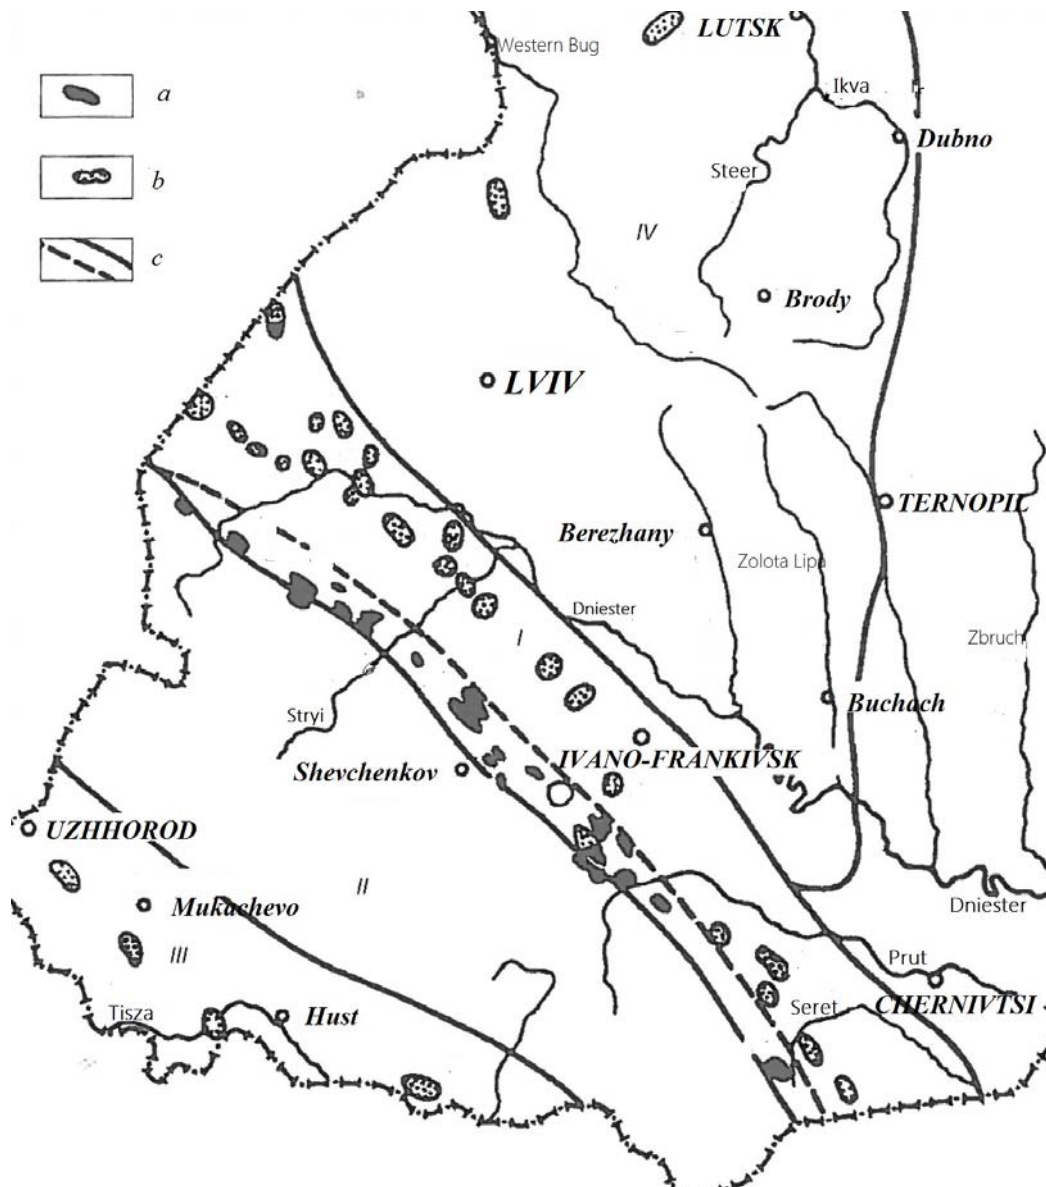 LUTSK
Western Bug
a
Ikva
Dubno
b
Steer
IV
c
Brody
LVIV
TERNOPIL
Berezhany
Zolota Lipa
Dniester
I
Zbruch
Buchach
Stryi
IVANO-FRANKIVSK
Shevchenkov
UZHHOROD
II
Mukachevo
Dniester
III
Prut
Tisza
Hust
Seret
CHERNIVTSI